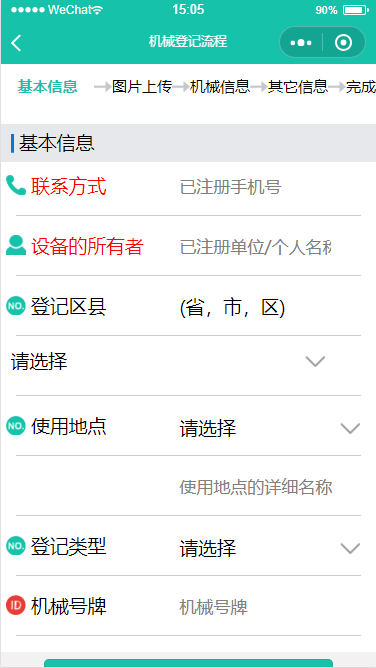 WeChat 15:05 90%
机械登记流程
基本信息 图片上传 机械信息 其它信息 完成
基本信息
联系方式 已注册手机号
设备的所有者 已注册单位/个人名称
NO. 登记区县 (省，市，区)
请选择
NO. 使用地点 请选择
使用地点的详细名称
NO. 登记类型 请选择
ID 机械号牌 机械号牌